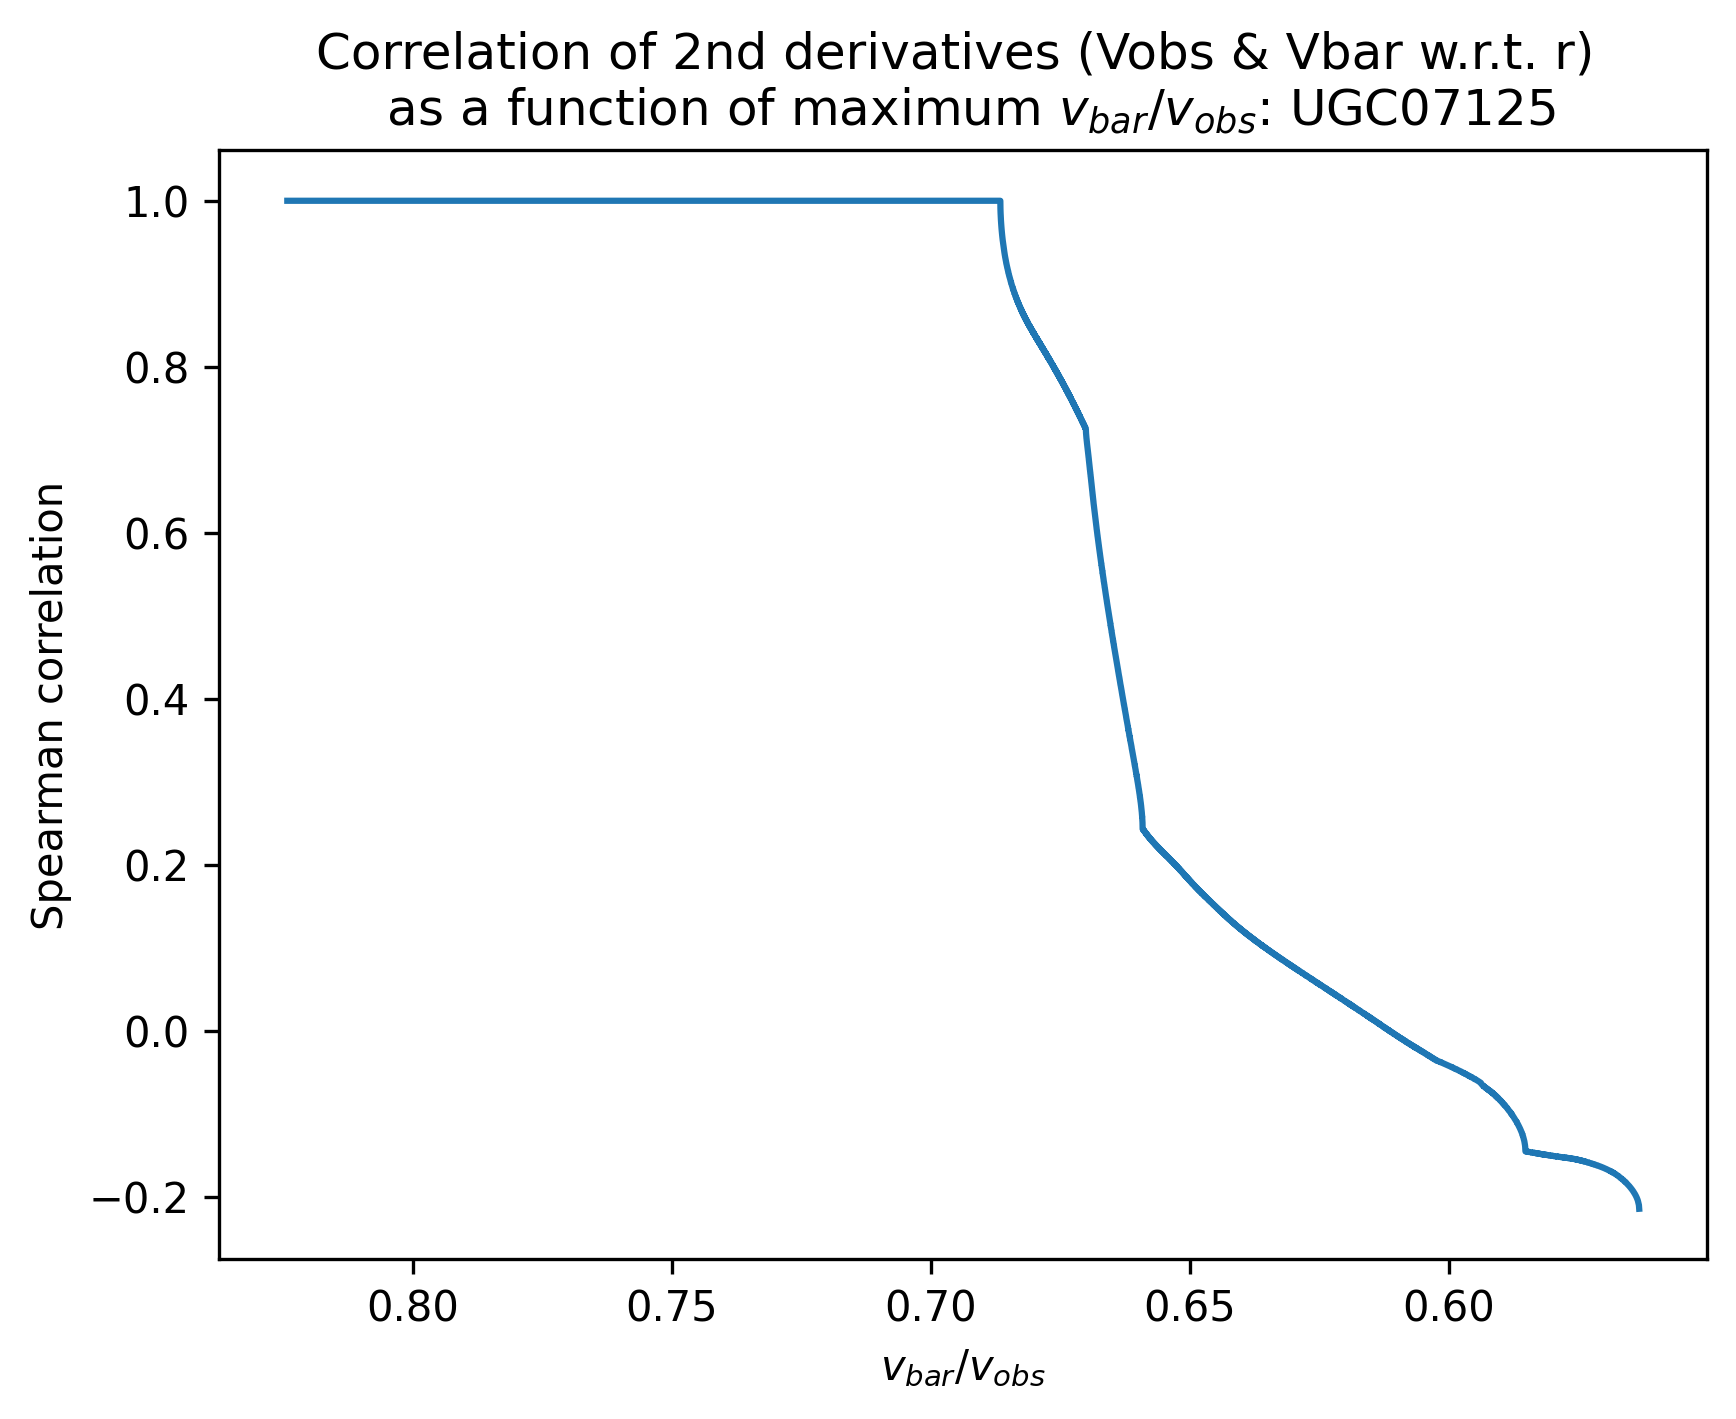 Correlation of 2nd derivatives (Vobs & Vbar w.r.t. r)
as a function of maximum v_bar/v_obs: UGC07125
1.0
0.8
0.6
0.4
0.2
0.0
−0.2
Spearman correlation
0.80 0.75 0.70 0.65 0.60
v_bar/v_obs